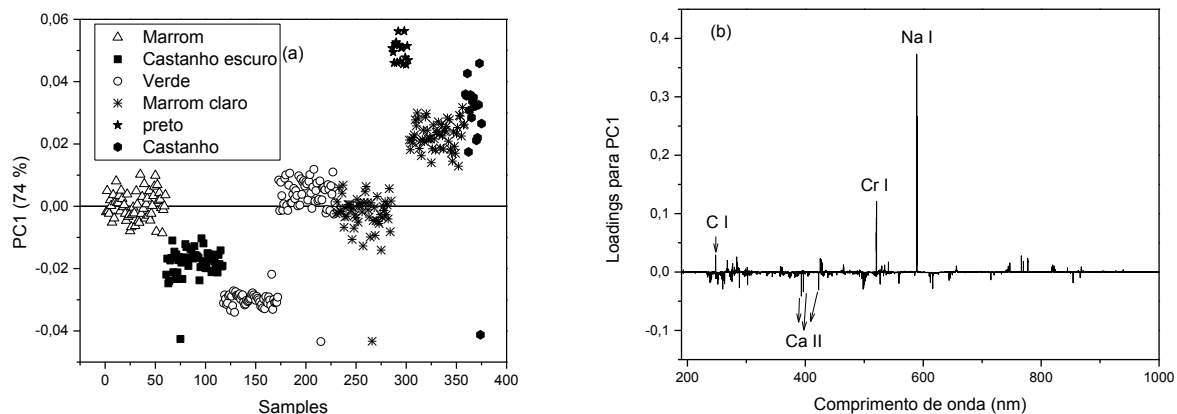 0,06
0,04
0,02
0,00
-0,02
-0,04
PC1 (74 %)
Marrom
Castanho escuro
Verde
Marrom claro
preto
Castanho
(a)
0 50 100 150 200 250 300 350 400
Samples
0,4
0,3
0,2
0,1
0,0
-0,1
Loadings para PC1
(b)
Na I
Cr I
C I
Ca II
200 400 600 800 1000
Comprimento de onda (nm)